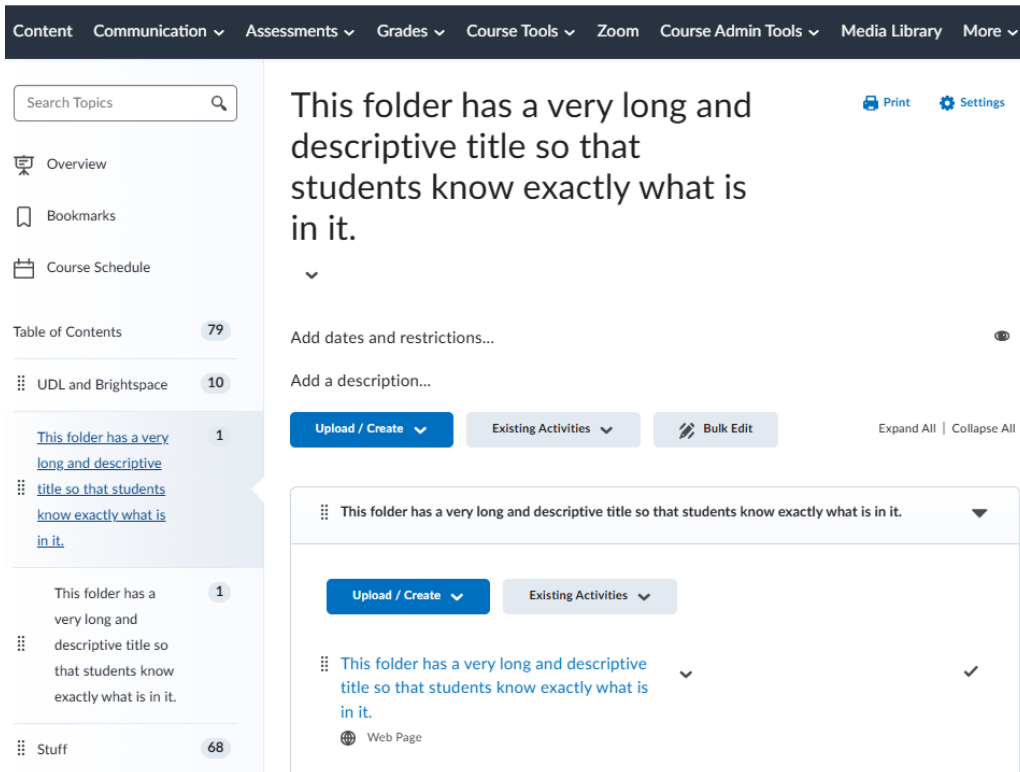 Content Communication Assessments Grades Course Tools Zoom Course Admin Tools Media Library More
Search Topics
Overview
Bookmarks
Course Schedule
Table of Contents 79
UDL and Brightspace 10
This folder has a very 1
long and descriptive
title so that students
know exactly what is
in it.
This folder has a 1
very long and
descriptive title so
that students know
exactly what is in it.
Stuff 68
This folder has a very long and
descriptive title so that
students know exactly what is
in it.
Print Settings
Add dates and restrictions...
Add a description...
Upload / Create Existing Activities Bulk Edit Expand All | Collapse All
This folder has a very long and descriptive title so that students know exactly what is in it.
Upload / Create Existing Activities
This folder has a very long and descriptive
title so that students know exactly what is
in it.
Web Page